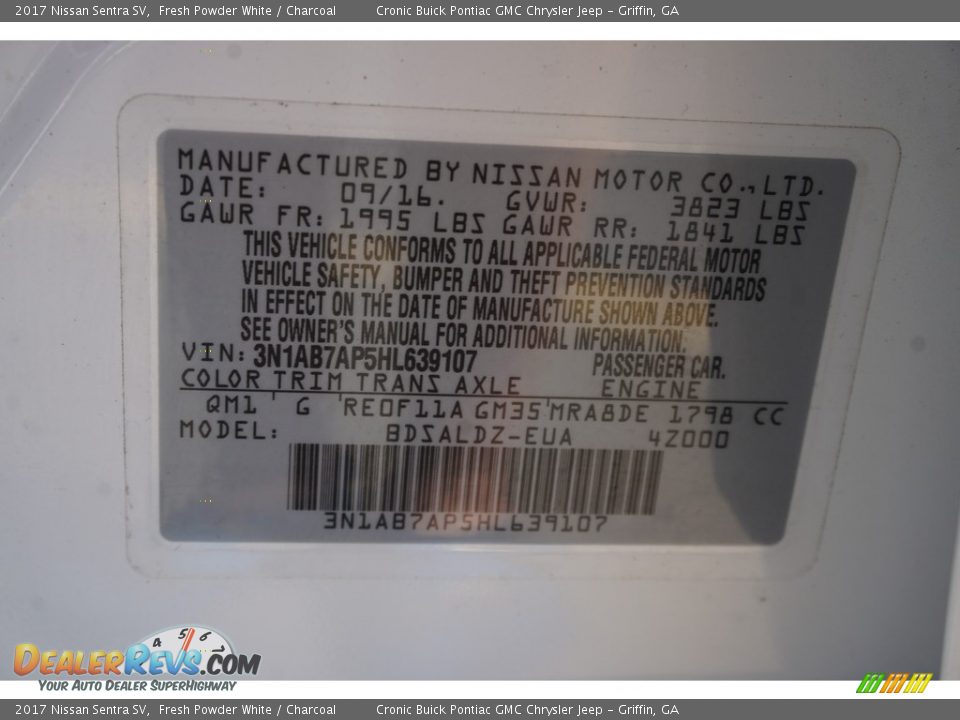 2017 Nissan Sentra SV, Fresh Powder White / Charcoal Cronic Buick Pontiac GMC Chrysler Jeep - Griffin, GA
MANUFACTURED BY NISSAN MOTOR CO.,LTD.
DATE: 09/16. GVWR: 3823 LBS
GAWR FR: 1995 LBS GAWR RR: 1841 LBS
THIS VEHICLE CONFORMS TO ALL APPLICABLE FEDERAL MOTOR
VEHICLE SAFETY, BUMPER AND THEFT PREVENTION STANDARDS
IN EFFECT ON THE DATE OF MANUFACTURE SHOWN ABOVE.
SEE OWNER'S MANUAL FOR ADDITIONAL INFORMATION.
VIN: 3N1AB7AP5HL639107 PASSENGER CAR.
COLOR TRIM TRANS AXLE ENGINE
QM1 ' G 'RE0F11A GM35'MRA8DE 1798 CC
MODEL: BDSALDZ-EUA 4Z000
3N1AB7AP5HL639107
4 5 6 7
DealerRevs.com
Your Auto Dealer SuperHighway
2017 Nissan Sentra SV, Fresh Powder White / Charcoal Cronic Buick Pontiac GMC Chrysler Jeep - Griffin, GA